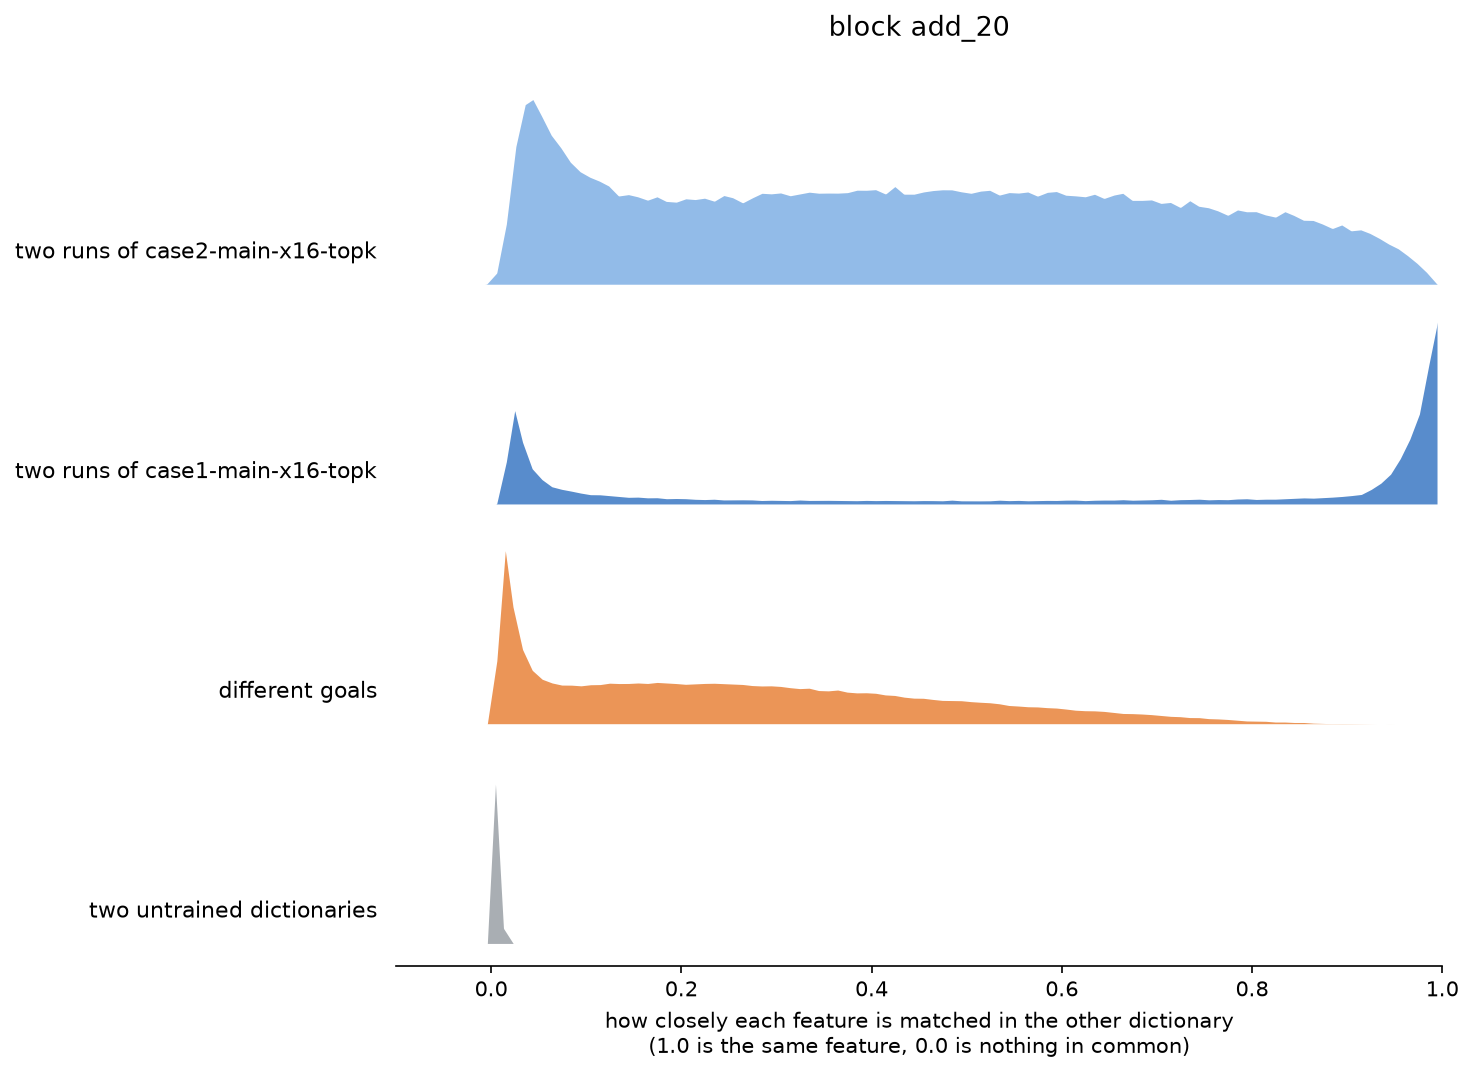 block add_20
two runs of case2-main-x16-topk
two runs of case1-main-x16-topk
different goals
two untrained dictionaries
0.0 0.2 0.4 0.6 0.8 1.0
how closely each feature is matched in the other dictionary
(1.0 is the same feature, 0.0 is nothing in common)